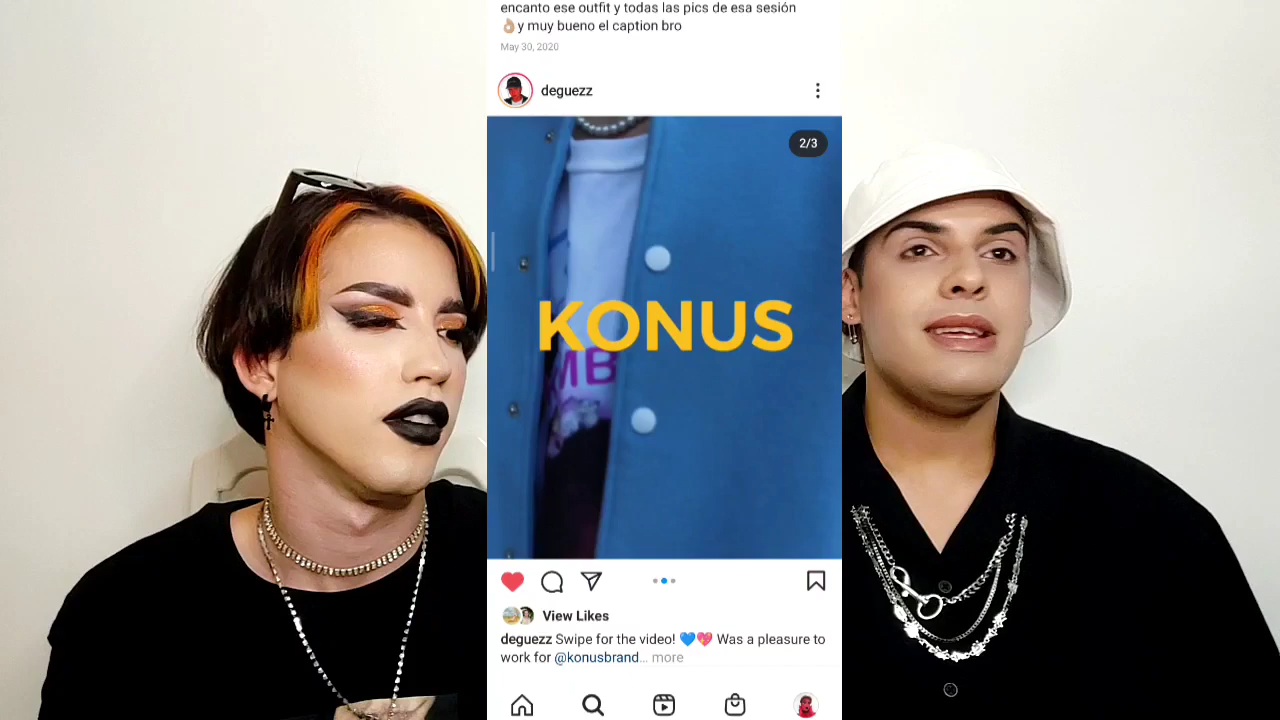 encanto ese outfit y todas las pics de esa sesión
👌🏼y muy bueno el caption bro
May 30, 2020
deguezz
2/3
KONUS
MB
View Likes
deguezz Swipe for the video! 💙💖 Was a pleasure to
work for @konusbrand... more